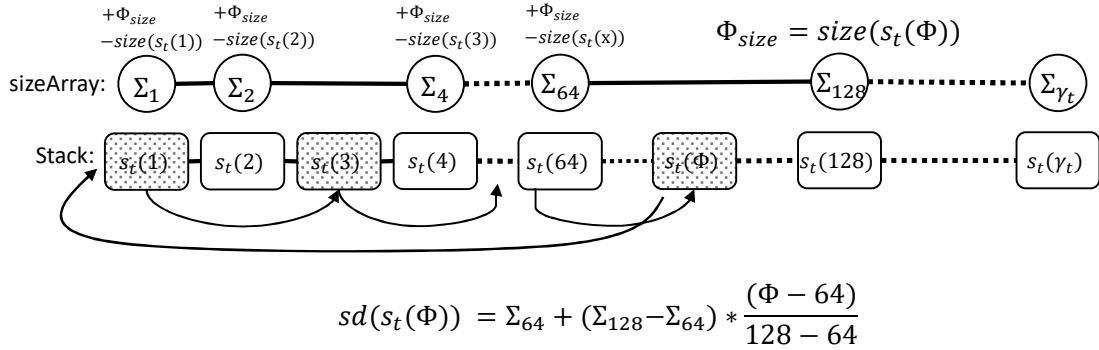 +Φ_size +Φ_size +Φ_size +Φ_size
−size(s_t(1)) −size(s_t(2)) −size(s_t(3)) −size(s_t(x)) Φ_size = size(s_t(Φ))
sizeArray: Σ_1 Σ_2 Σ_4 Σ_64 Σ_128 Σ_γ_t
Stack: s_t(1) s_t(2) s_t(3) s_t(4) s_t(64) s_t(Φ) s_t(128) s_t(γ_t)
sd(s_t(Φ)) = Σ_64 + (Σ_128−Σ_64) * (Φ − 64) / 128 − 64